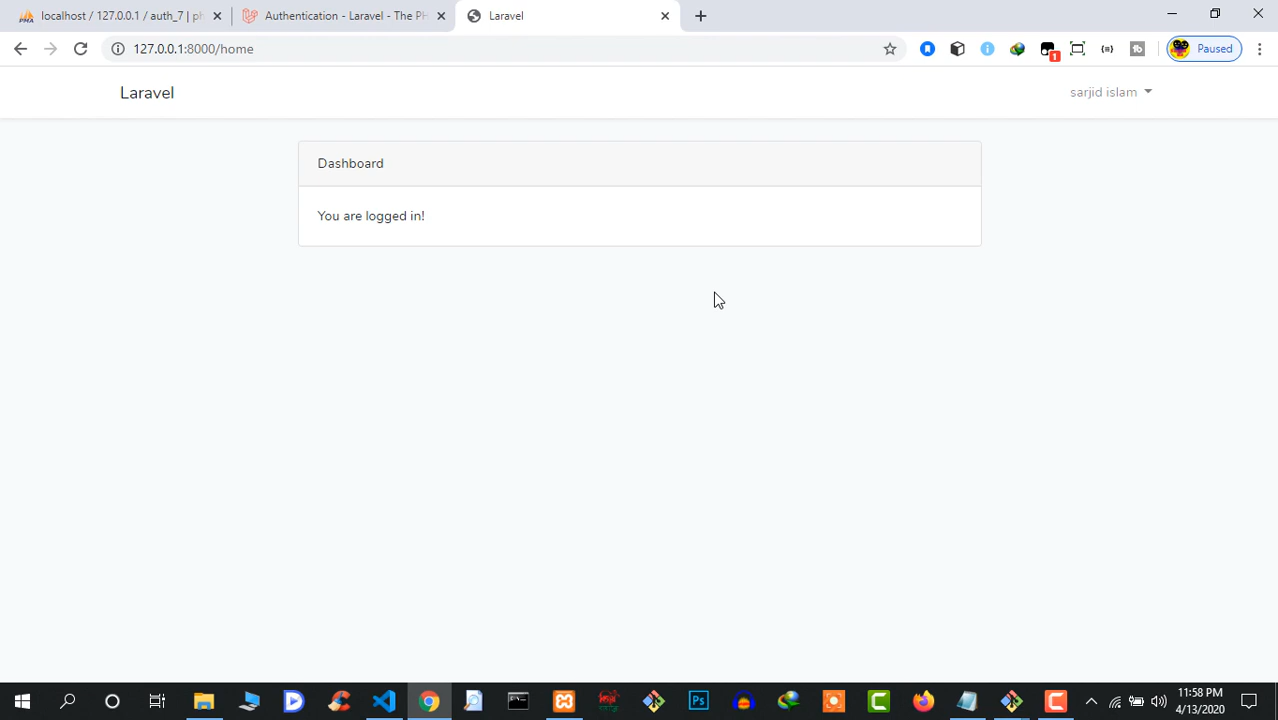 localhost / 127.0.0.1 / auth_7 | ph
Authentication - Laravel - The PH
Laravel
127.0.0.1:8000/home
1
Paused
Laravel
sarjid islam
Dashboard
You are logged in!
11:58 PM
4/13/2020